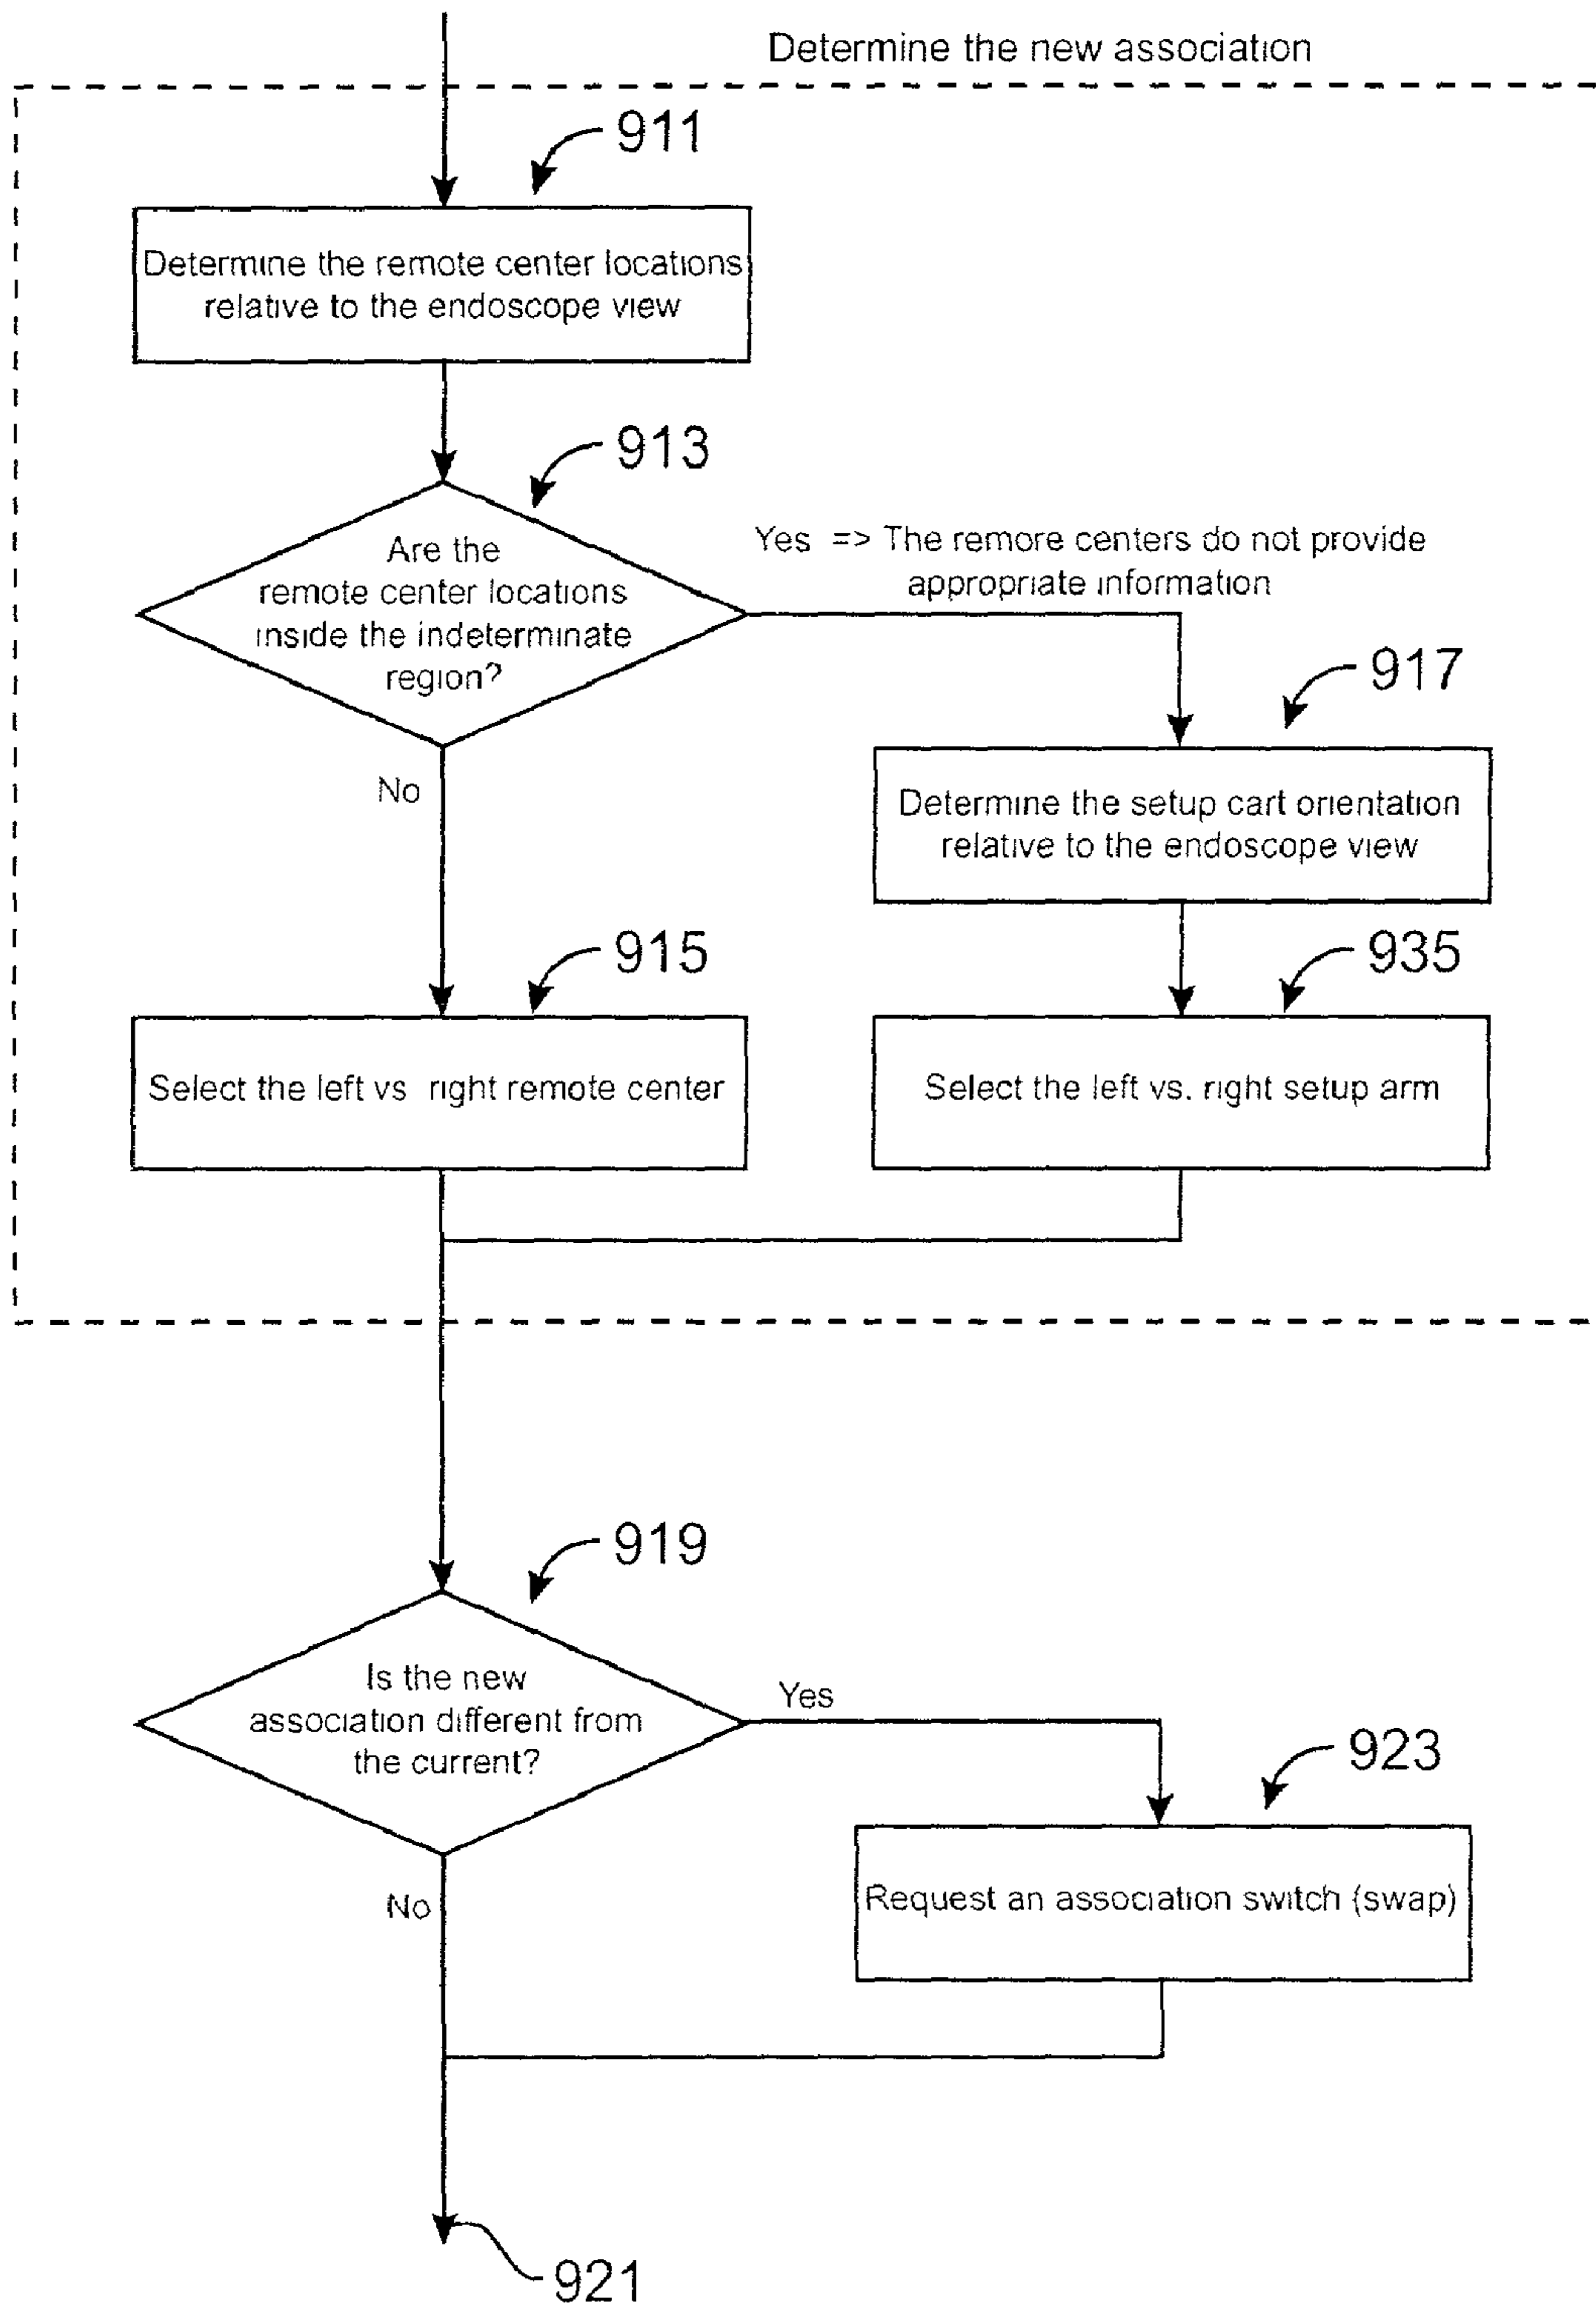 Determine the new association
911
Determine the remote center locations
relative to the endoscope view
913
Are the
remote center locations
inside the indeterminate
region?
Yes => The remore centers do not provide
appropriate information
917
No
Determine the setup cart orientation
relative to the endoscope view
915
935
Select the left vs right remote center
Select the left vs. right setup arm
919
Is the new
association different from
the current?
Yes
923
No
Request an association switch (swap)
921